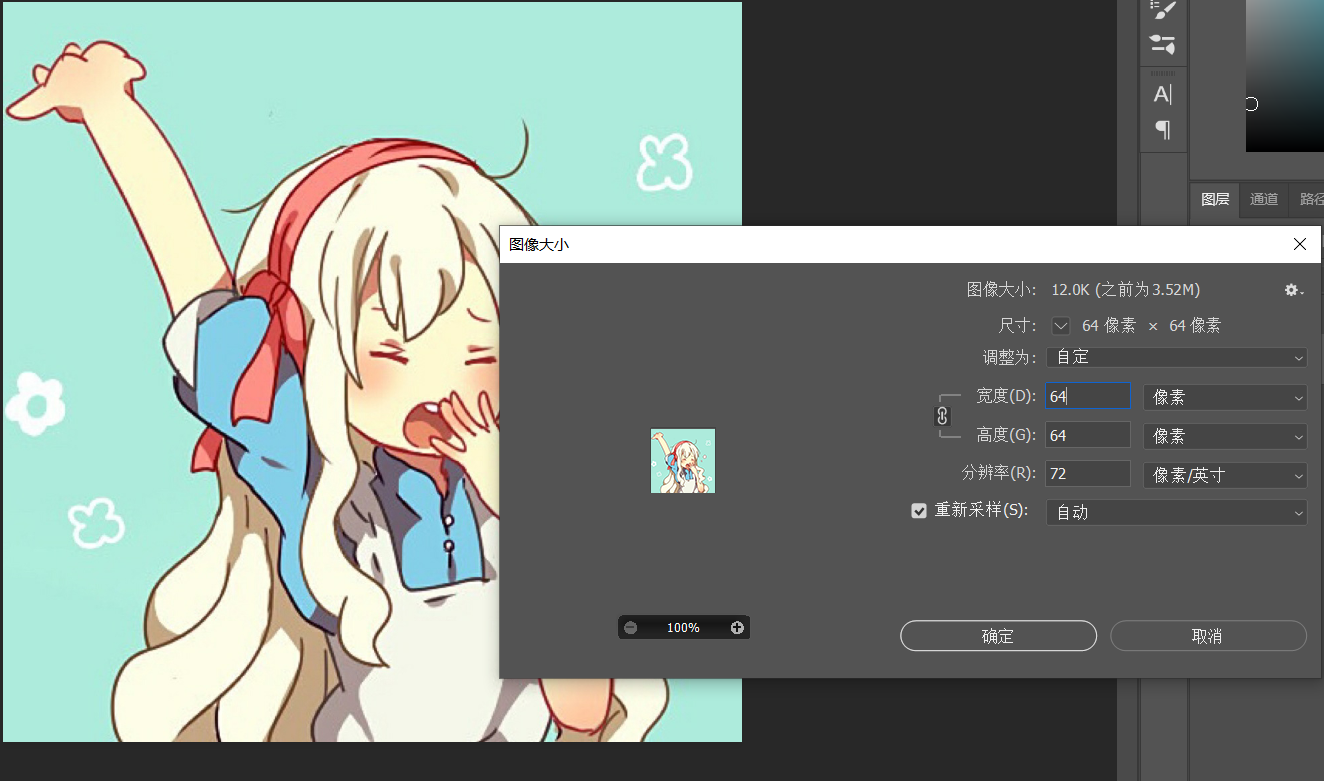 A|
¶
图层 通道 路径
图像大小
图像大小: 12.0K (之前为3.52M)
尺寸: 64 像素 × 64 像素
调整为: 自定
宽度(D): 64 像素
高度(G): 64 像素
分辨率(R): 72 像素/英寸
重新采样(S): 自动
100%
确定 取消